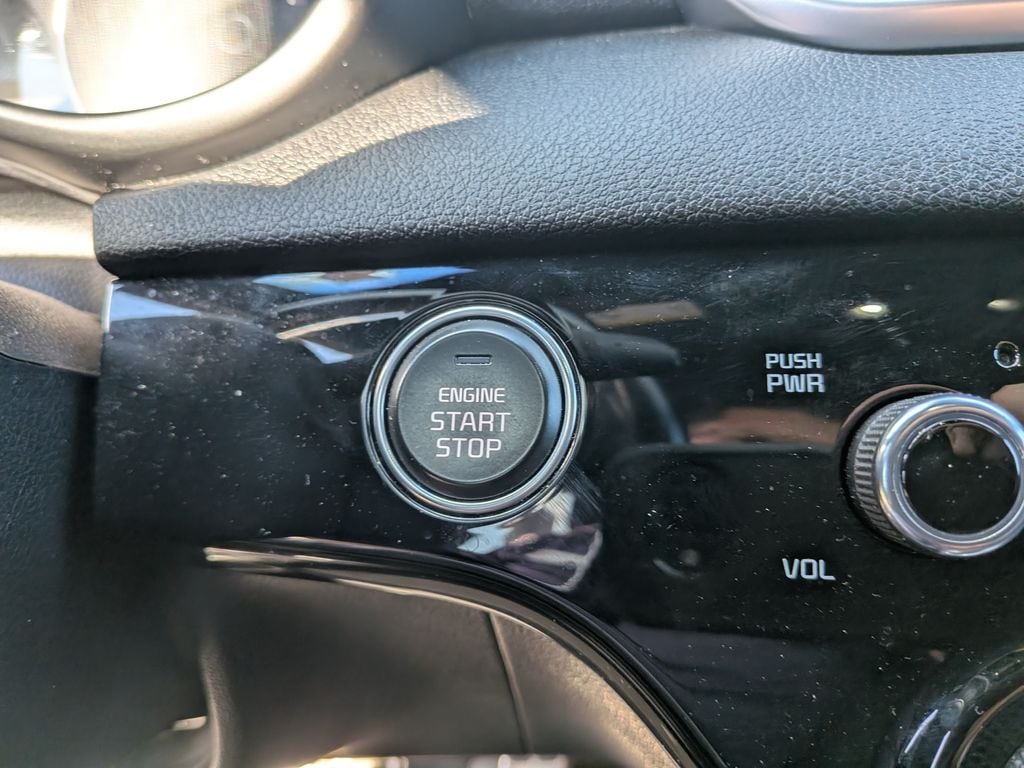 ENGINE
START
STOP
PUSH
PWR
VOL